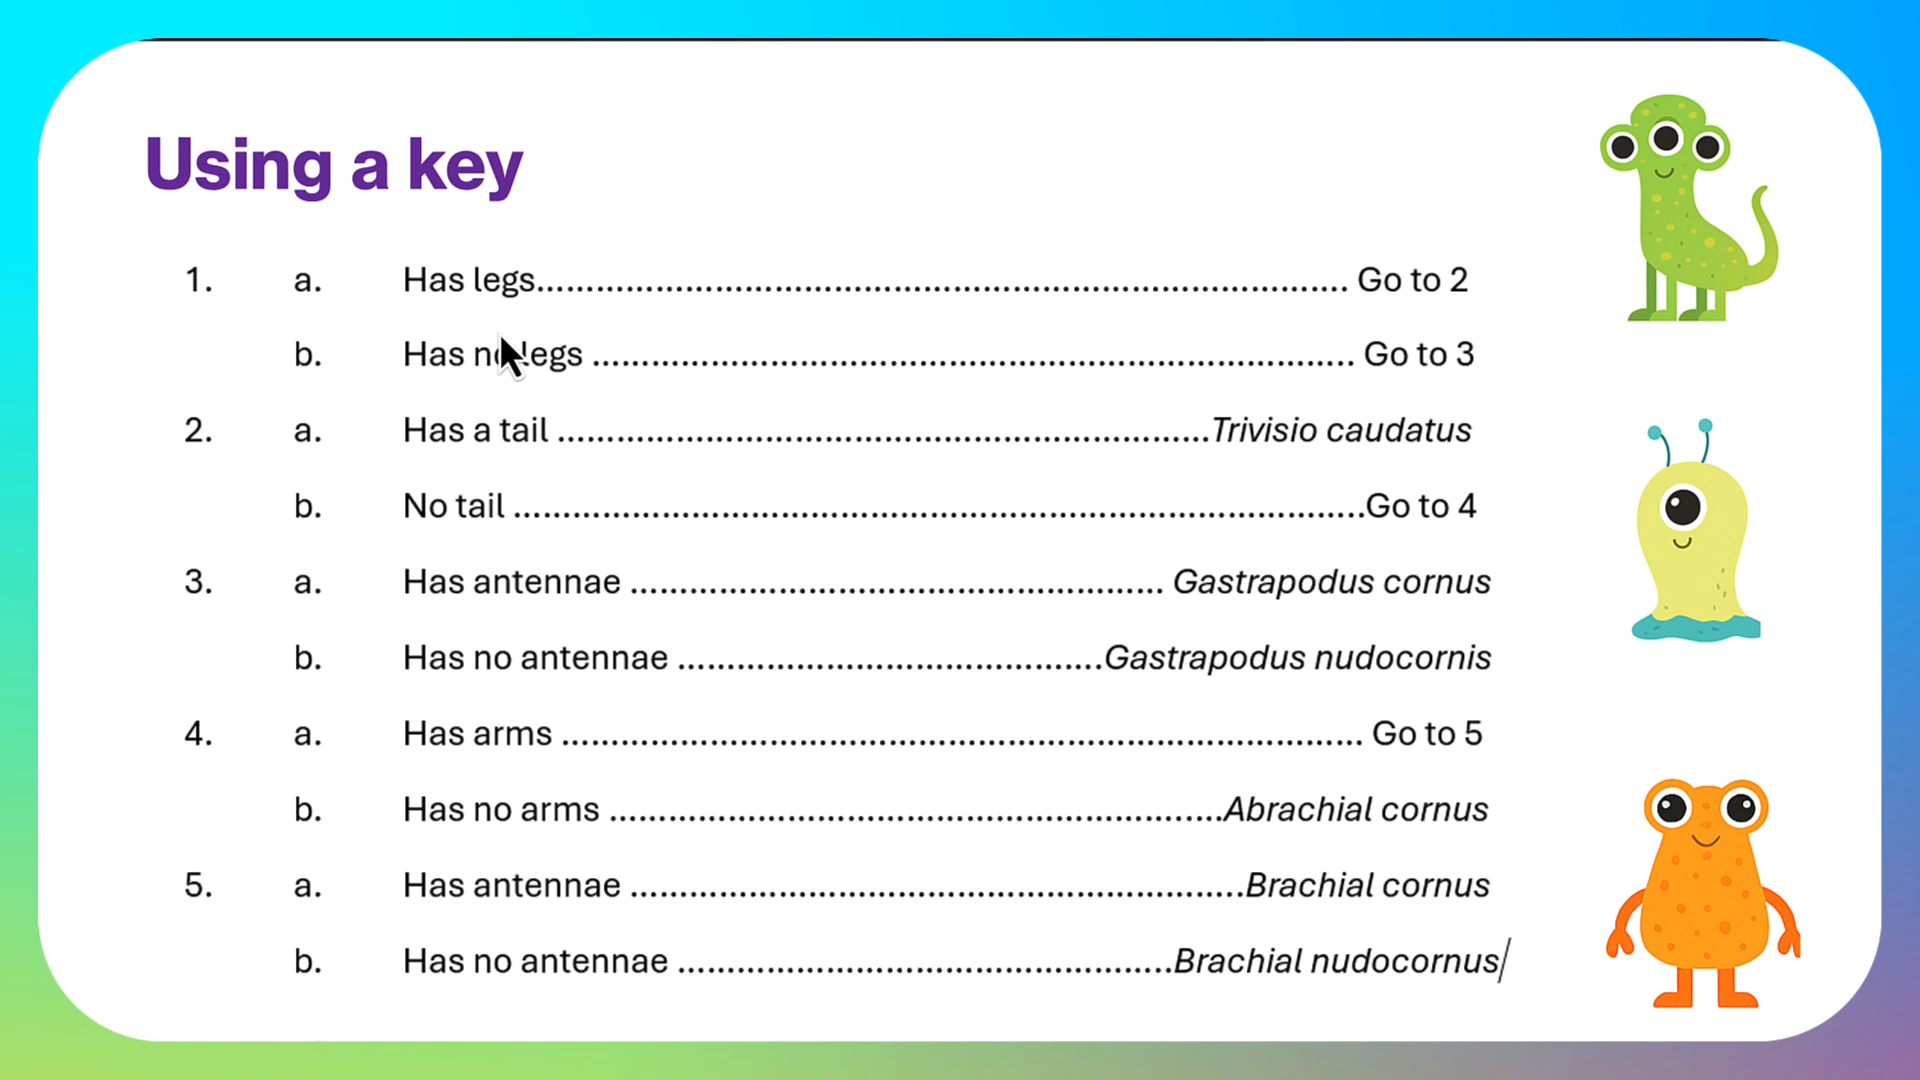 Using a key
1. a. Has legs........................................................................................ Go to 2
b. Has no legs ................................................................................... Go to 3
2. a. Has a tail .......................................................................Trivisio caudatus
b. No tail .............................................................................................Go to 4
3. a. Has antennae .......................................................... Gastrapodus cornus
b. Has no antennae ..............................................Gastrapodus nudocornis
4. a. Has arms ....................................................................................... Go to 5
b. Has no arms ...................................................................Abrachial cornus
5. a. Has antennae ...................................................................Brachial cornus
b. Has no antennae ......................................................Brachial nudocornus